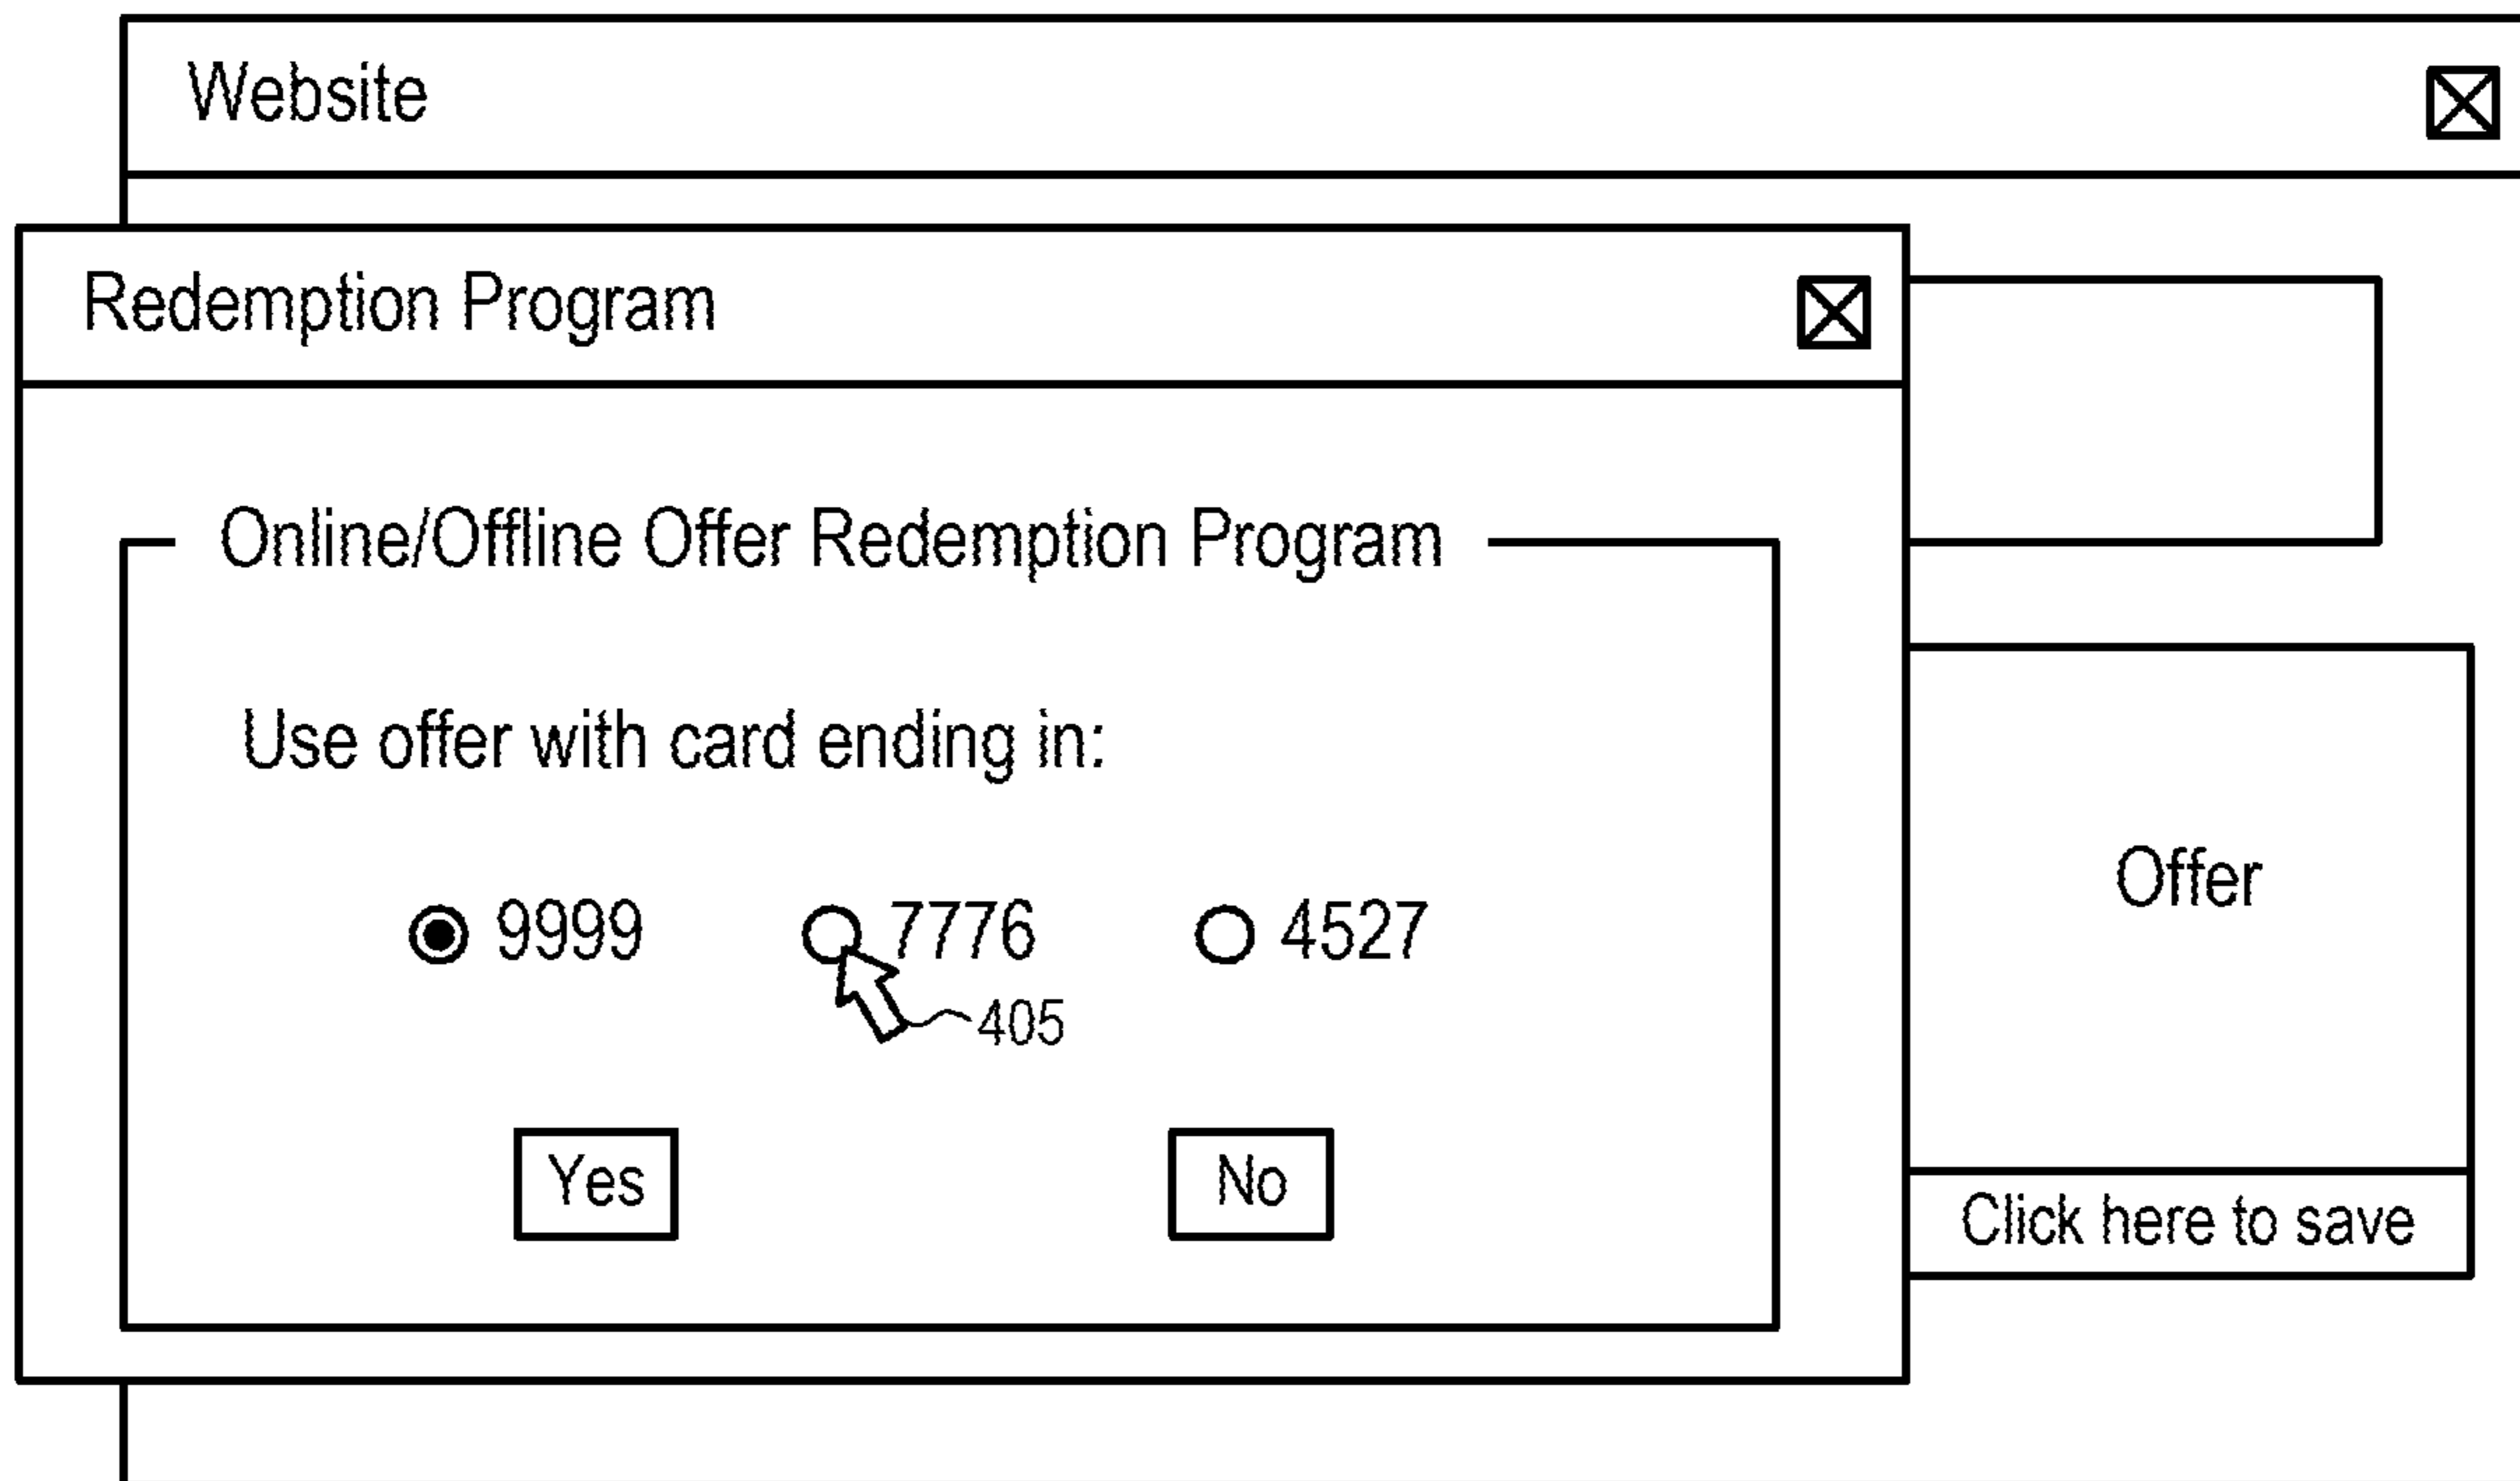 Website
Redemption Program
Online/Offline Offer Redemption Program
Use offer with card ending in:
9999 7776 4527
405
Yes No
Offer
Click here to save